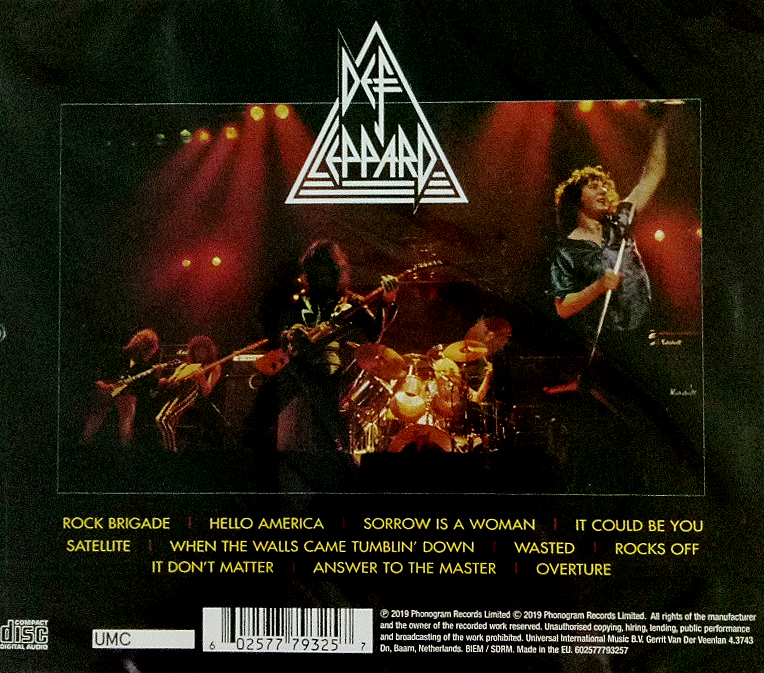 DEF
LEPPARD
Marshall
Marshall
ROCK BRIGADE | HELLO AMERICA | SORROW IS A WOMAN | IT COULD BE YOU
SATELLITE | WHEN THE WALLS CAME TUMBLIN' DOWN | WASTED | ROCKS OFF
IT DON'T MATTER | ANSWER TO THE MASTER | OVERTURE
COMPACT
disc
DIGITAL AUDIO
UMC
6 02577 79325 7
℗ 2019 Phonogram Records Limited © 2019 Phonogram Records Limited. All rights of the manufacturer
and the owner of the recorded work reserved. Unauthorised copying, hiring, lending, public performance
and broadcasting of the work prohibited. Universal International Music B.V. Gerrit Van Der Veenlan 4.3743
Dn, Baarn, Netherlands. BIEM / SDRM. Made in the EU. 602577793257